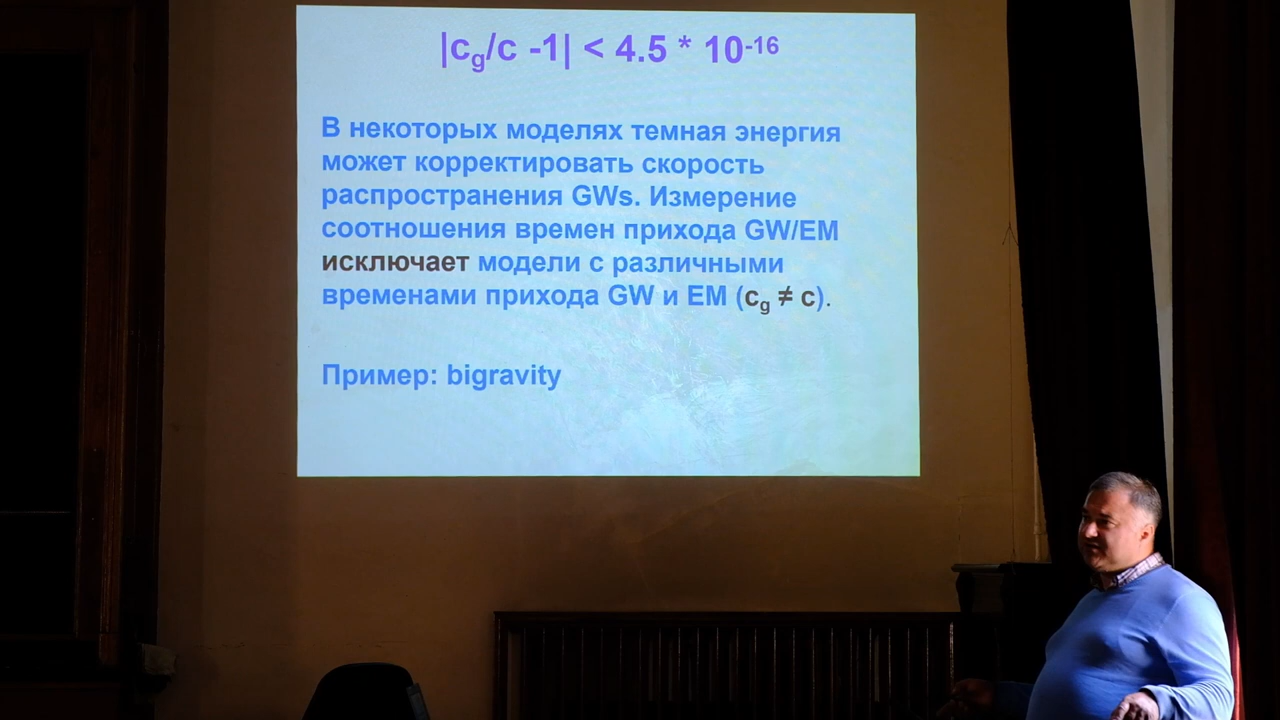 |cg/c -1| < 4.5 * 10-16
В некоторых моделях темная энергия
может корректировать скорость
распространения GWs. Измерение
соотношения времен прихода GW/EM
исключает модели с различными
временами прихода GW и EM (cg ≠ c).
Пример: bigravity